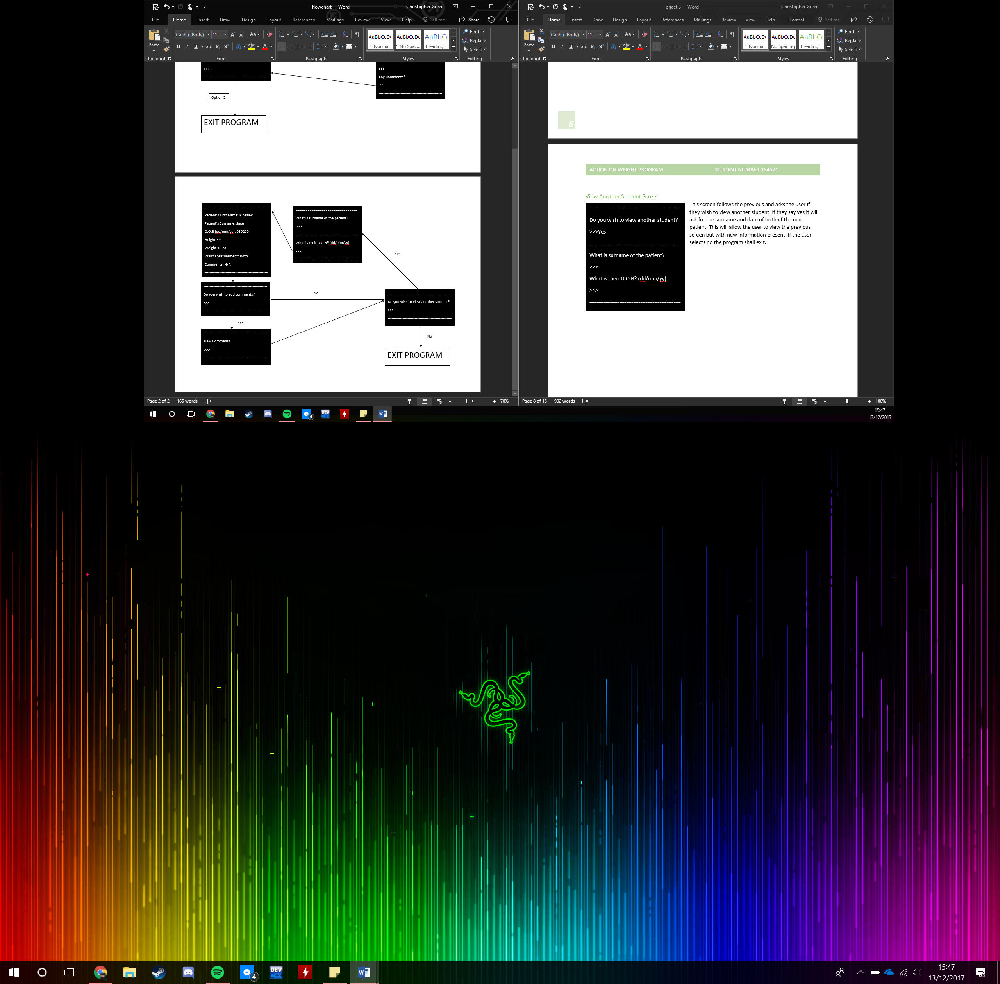 flowchart - Word
Christopher Greer
File Home Insert Draw Design Layout References Mailings Review View Help Tell me Share
Paste
Calibri (Body) 11
AaBbCcDc AaBbCcDc AaBbCc
¶ Normal ¶ No Spac... Heading 1
Find
Replace
Select
Clipboard Font Paragraph Styles Editing
>>>
Option 2
EXIT PROGRAM
>>>
Any Comments?
>>>
Patient's First Name: Kingsley
Patient's Surname: Sage
D.O.B (dd/mm/yy): 030299
Height:3m
Weight:10lbs
Waist Measurement:36cm
Comments: N/A
What is surname of the patient?
>>>
What is their D.O.B? (dd/mm/yy)
>>>
Yes
Do you wish to add comments?
>>>
No
Do you wish to view another student?
>>>
Yes
New Comments
>>>
No
EXIT PROGRAM
Page 2 of 2 165 words 70%
prject 3 - Word
Christopher Greer
File Home Insert Draw Design Layout References Mailings Review View Help Format Tell me
Paste
Calibri (Body) 11
AaBbCcDc AaBbCcDc AaBbCc
¶ Normal No Spacing Heading 1
Find
Replace
Select
Clipboard Font Paragraph Styles Editing
6
ACTION ON WEIGHT PROGRAM STUDENT NUMBER:184521
View Another Student Screen
Do you wish to view another student?
>>>Yes
What is surname of the patient?
>>>
What is their D.O.B? (dd/mm/yy)
>>>
This screen follows the previous and asks the user if
they wish to view another student. If they say yes it will
ask for the surname and date of birth of the next
patient. This will allow the user to view the previous
screen but with new information present. If the user
selects no the program shall exit.
Page 8 of 15 902 words 100%
4
DEV C++
15:47
13/12/2017
4
DEV C++
15:47
13/12/2017